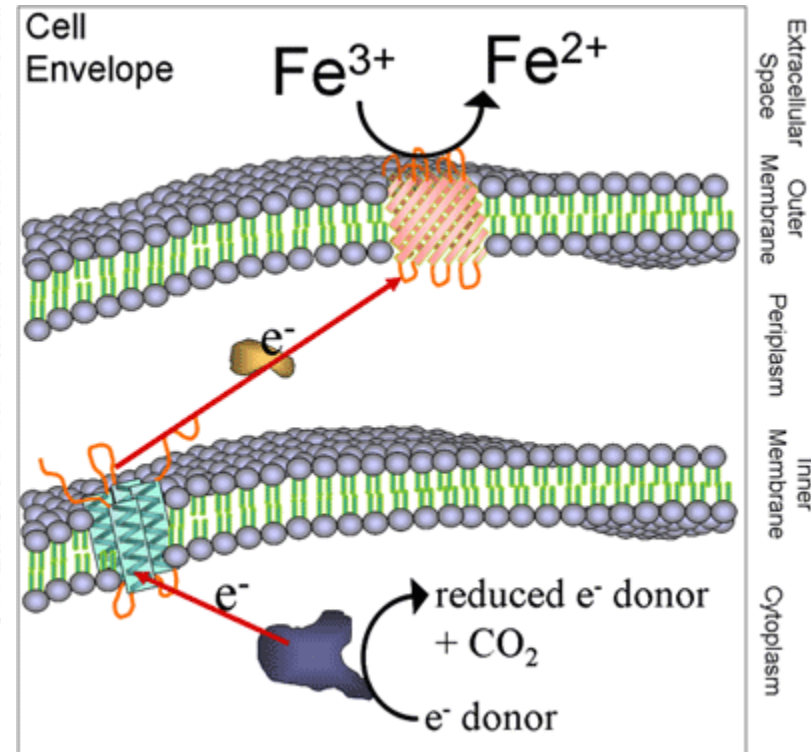 Cell
Envelope
Fe³⁺
Fe²⁺
e⁻
e⁻
reduced e⁻ donor
+ CO₂
e⁻ donor
Extracellular
Space
Outer
Membrane
Periplasm
Inner
Membrane
Cytoplasm